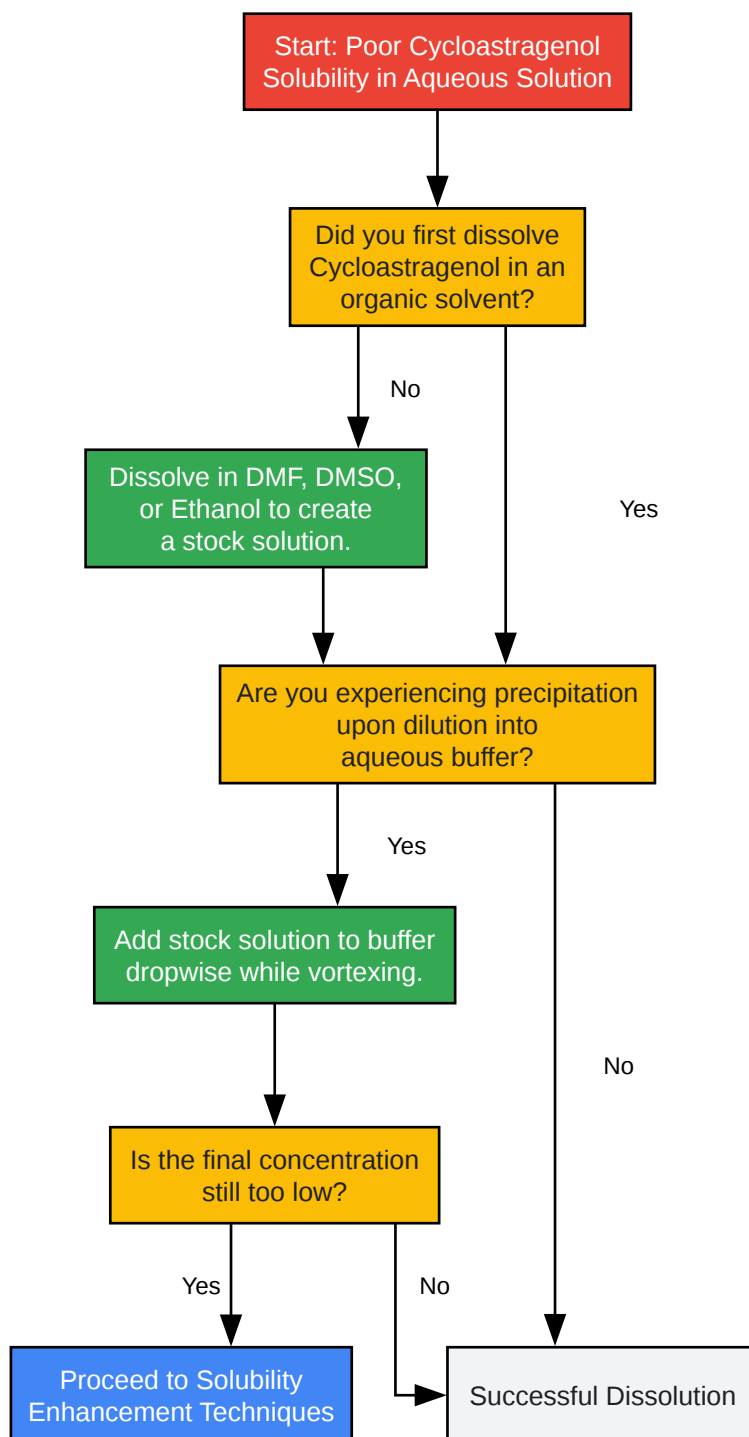 Start: Poor Cycloastragenol
Solubility in Aqueous Solution
Did you first dissolve
Cycloastragenol in an
organic solvent?
No
Dissolve in DMF, DMSO,
or Ethanol to create
a stock solution.
Yes
Are you experiencing precipitation
upon dilution into
aqueous buffer?
Yes
Add stock solution to buffer
dropwise while vortexing.
No
Is the final concentration
still too low?
Yes
No
Proceed to Solubility
Enhancement Techniques
Successful Dissolution